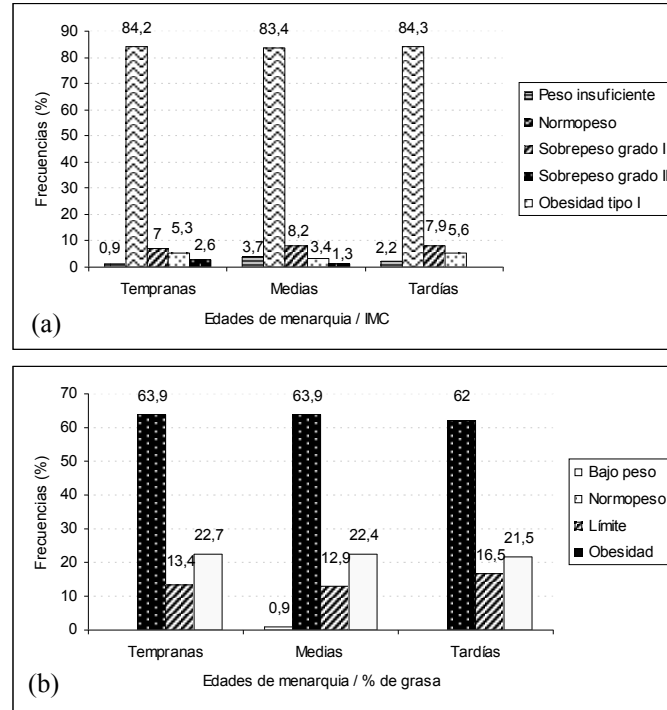 90
80
70
60
50
40
30
20
10
0
Frecuencias (%)
84,2
83,4
84,3
0,9
7
5,3
2,6
3,7
8,2
3,4
1,3
2,2
7,9
5,6
Tempranas
Medias
Tardías
Edades de menarquia / IMC
(a)
Peso insuficiente
Normopeso
Sobrepeso grado I
Sobrepeso grado II
Obesidad tipo I
70
60
50
40
30
20
10
0
Frecuencias (%)
63,9
63,9
62
13,4
22,7
0,9
12,9
22,4
16,5
21,5
Tempranas
Medias
Tardías
Edades de menarquia / % de grasa
(b)
Bajo peso
Normopeso
Límite
Obesidad